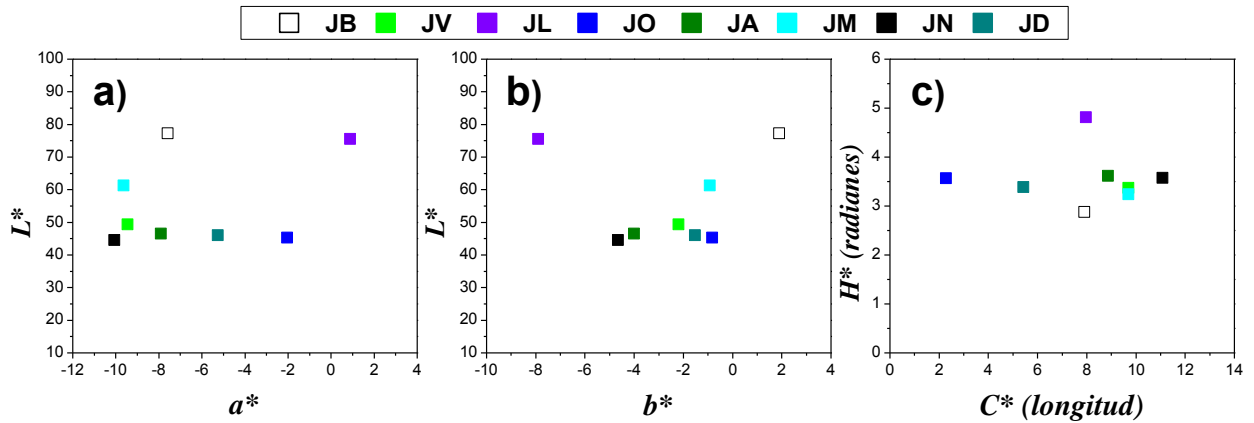 JB JV JL JO JA JM JN JD
a)
100
90
80
70
60
50
40
30
20
10
L*
-12 -10 -8 -6 -4 -2 0 2 4
a*
b)
100
90
80
70
60
50
40
30
20
10
L*
-10 -8 -6 -4 -2 0 2 4
b*
c)
6
5
4
3
2
1
0
H* (radianes)
0 2 4 6 8 10 12 14
C* (longitud)